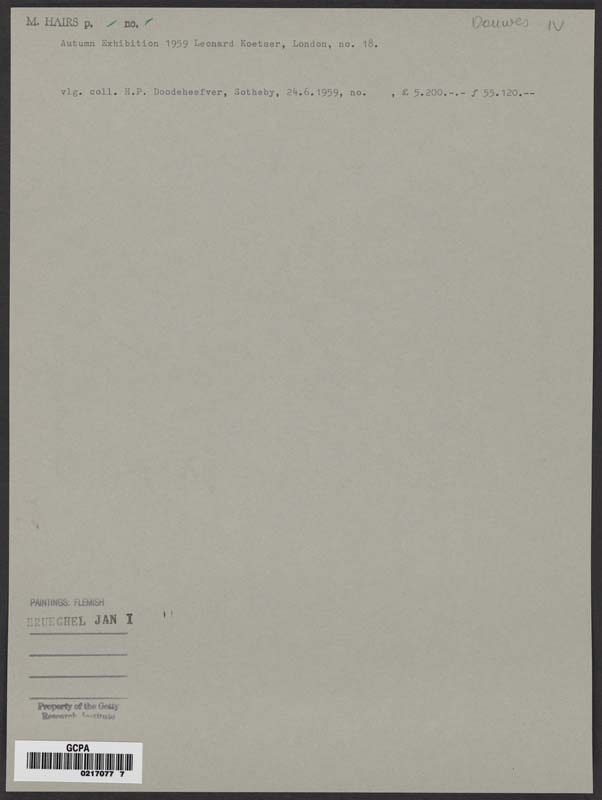 M. HAIRS p. no. Douwes IV
Autumn Exhibition 1959 Leonard Koetser, London, no. 18.
vlg. coll. H.P. Doodeheefver, Sotheby, 24.6.1959, no. , £ 5.200.-.- ƒ 55.120.--
PAINTINGS: FLEMISH
BRUEGHEL JAN I
Property of the Getty
Research Institute
GCPA
0217077 7